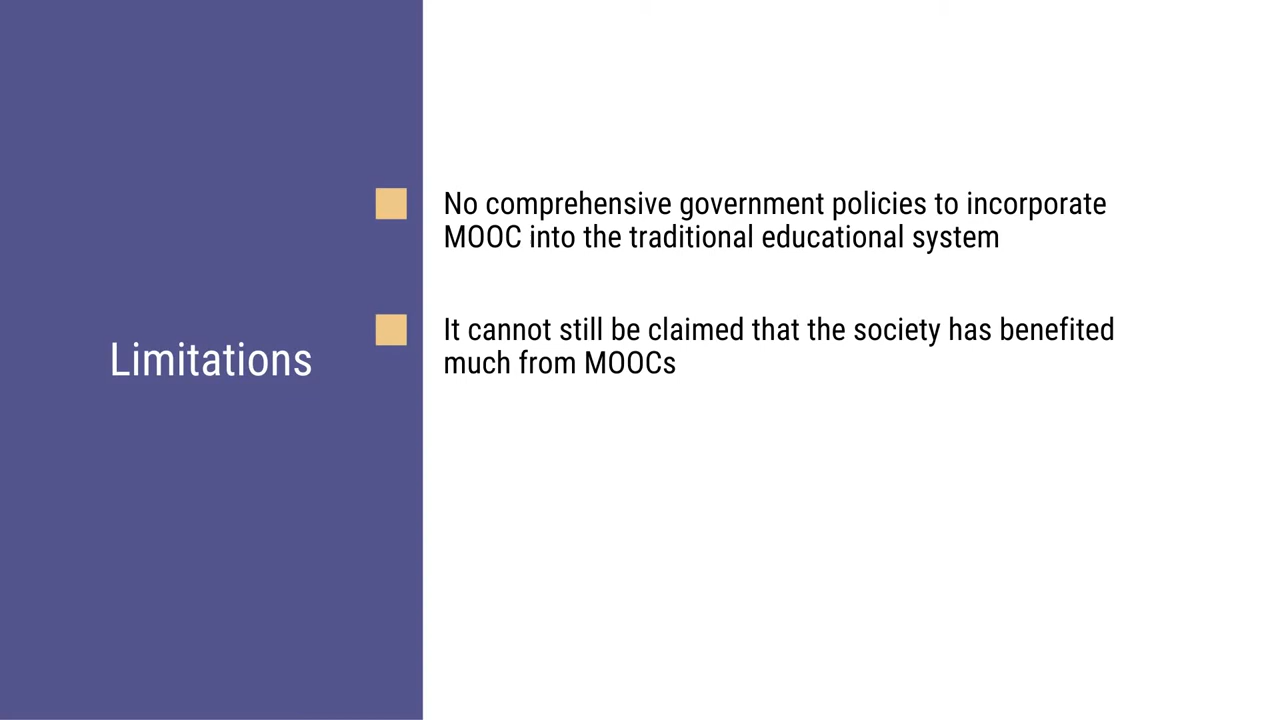 Limitations
No comprehensive government policies to incorporate
MOOC into the traditional educational system
It cannot still be claimed that the society has benefited
much from MOOCs